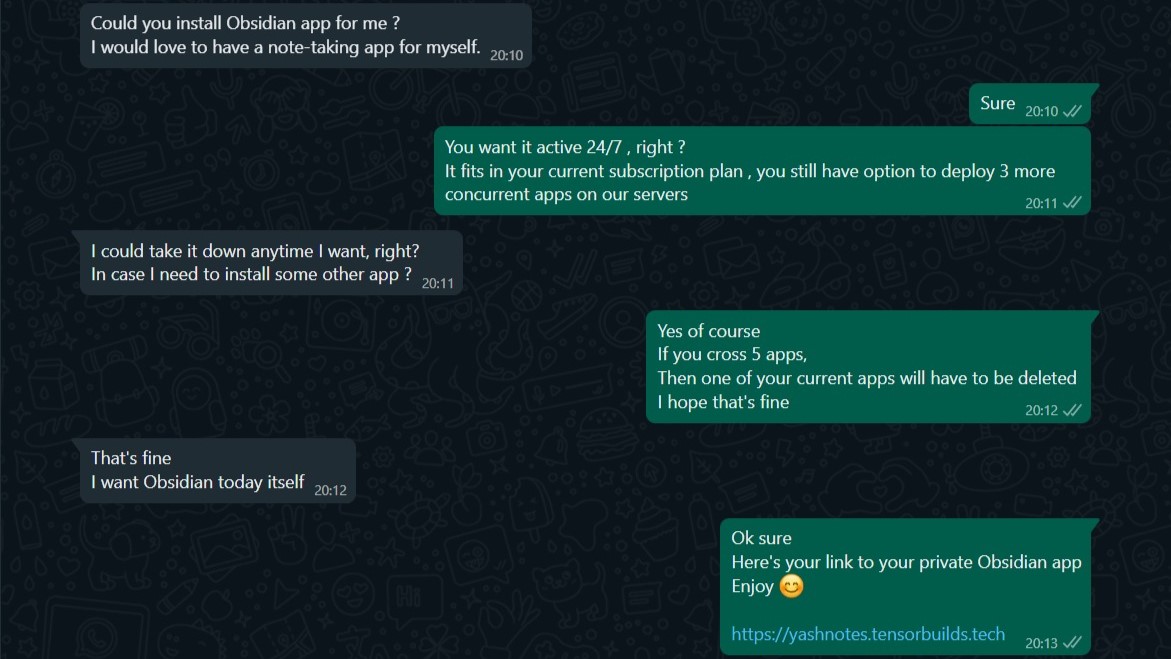 Could you install Obsidian app for me ?
I would love to have a note-taking app for myself. 20:10
Sure 20:10
You want it active 24/7 , right ?
It fits in your current subscription plan , you still have option to deploy 3 more
concurrent apps on our servers 20:11
I could take it down anytime I want, right?
In case I need to install some other app ? 20:11
Yes of course
If you cross 5 apps,
Then one of your current apps will have to be deleted
I hope that's fine 20:12
That's fine
I want Obsidian today itself 20:12
Ok sure
Here's your link to your private Obsidian app
Enjoy 😊
https://yashnotes.tensorbuilds.tech 20:13